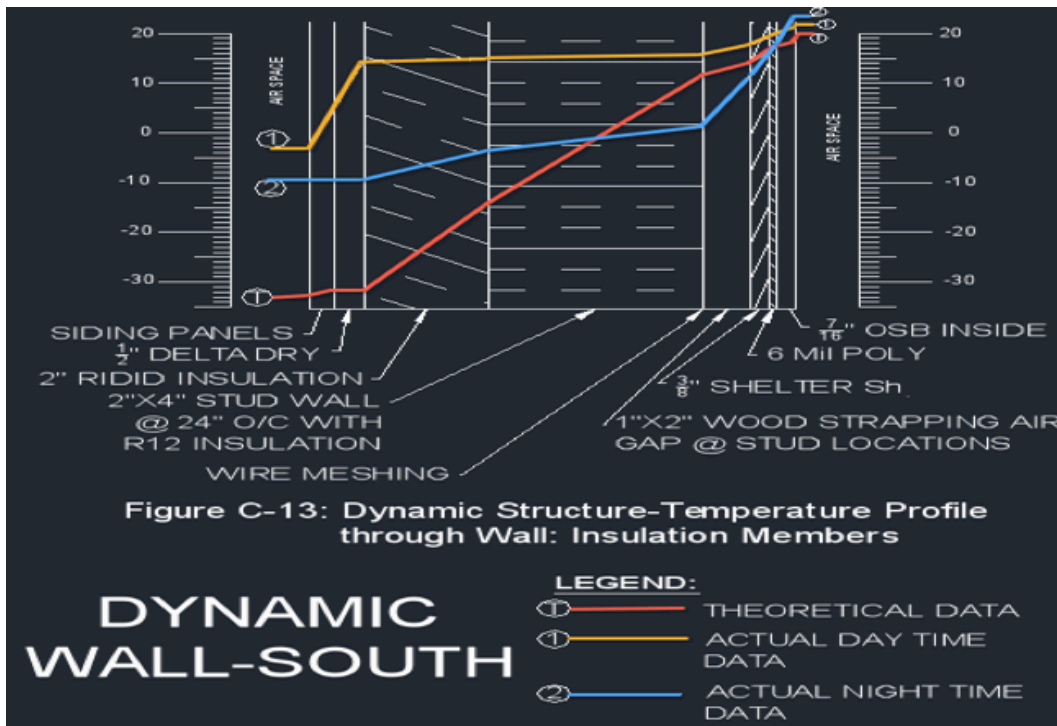 20
10
0
-10
-20
-30
AIR SPACE
1
2
1
2
1
1
20
10
0
-10
-20
-30
AIR SPACE
SIDING PANELS
1/2" DELTA DRY
2" RIDID INSULATION
2"X4" STUD WALL
@ 24" O/C WITH
R12 INSULATION
WIRE MESHING
7/16" OSB INSIDE
6 Mil POLY
3/8" SHELTER Sh.
1"X2" WOOD STRAPPING AIR
GAP @ STUD LOCATIONS
Figure C-13: Dynamic Structure-Temperature Profile
through Wall: Insulation Members
DYNAMIC
WALL-SOUTH
LEGEND:
1 THEORETICAL DATA
1 ACTUAL DAY TIME
DATA
2 ACTUAL NIGHT TIME
DATA